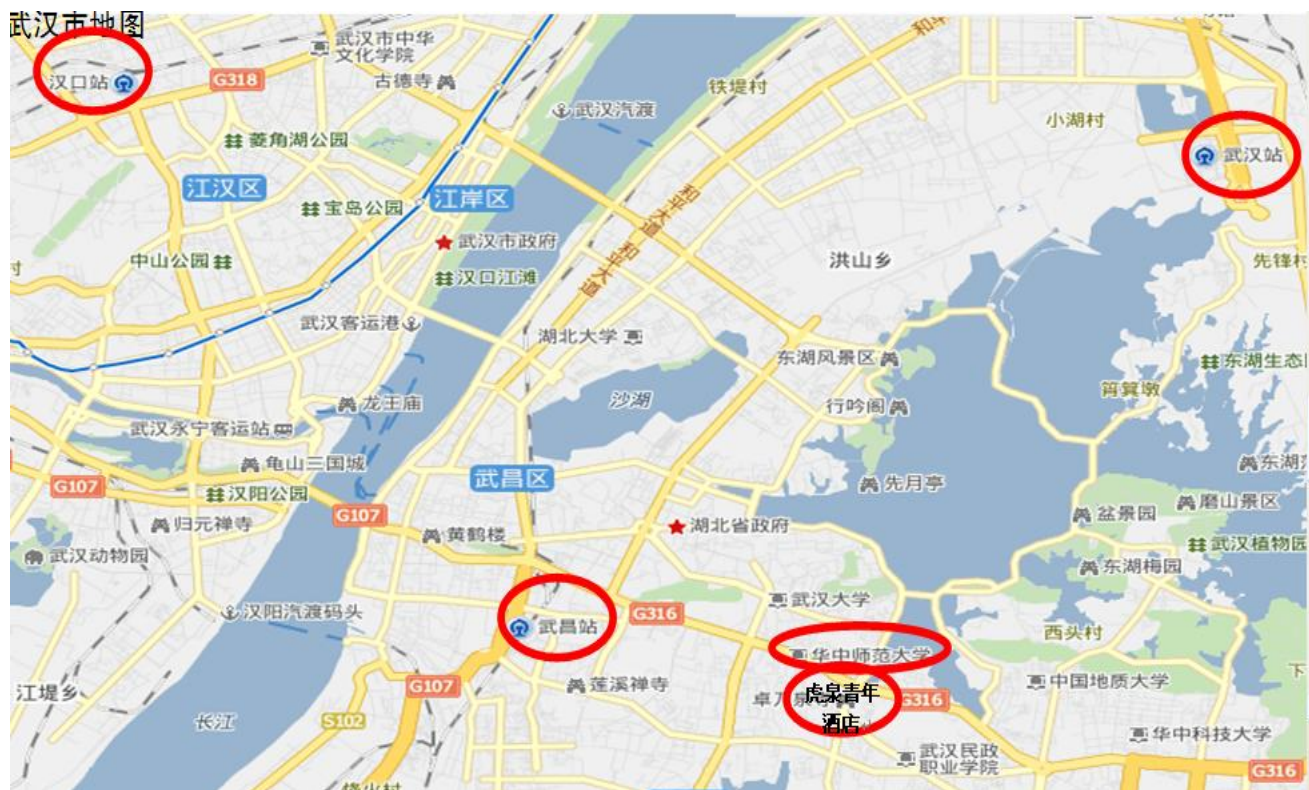 武汉市地图
武汉市中华
文化学院
汉口站
G318
古德寺
铁堤村
和平
武汉汽渡
小湖村
菱角湖公园
武汉站
江汉区
江岸区
宝岛公园
和平大道
武汉市政府
中山公园
洪山乡
先锋村
汉口江滩
和平大道
武汉客运港
湖北大学
东湖风景区
东湖生态
筲箕墩
龙王庙
沙湖
行吟阁
武汉永宁客运站
龟山三国城
武昌区
东湖
先月亭
G107
汉阳公园
磨山景区
G107
盆景园
归元禅寺
黄鹤楼
湖北省政府
武汉植物园
武汉动物园
东湖梅园
汉阳汽渡码头
武汉大学
G316
武昌站
西头村
华中师范大学
下
江堤乡
G107
莲溪禅寺
虎泉青年
酒店
G316
中国地质大学
长江
S102
华中科技大学
武汉民政
职业学院
G316
烽火村